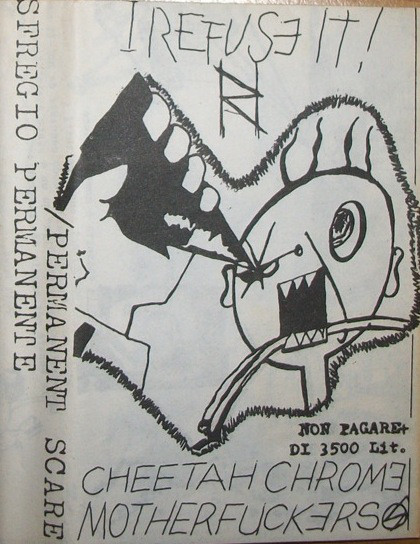 I REFUSE IT!
SFREGIO PERMANENTE
/PERMANENT SCARE
NON PAGARE+
DI 3500 Lit.
CHEETAH CHROME
MOTHERFUCKERS